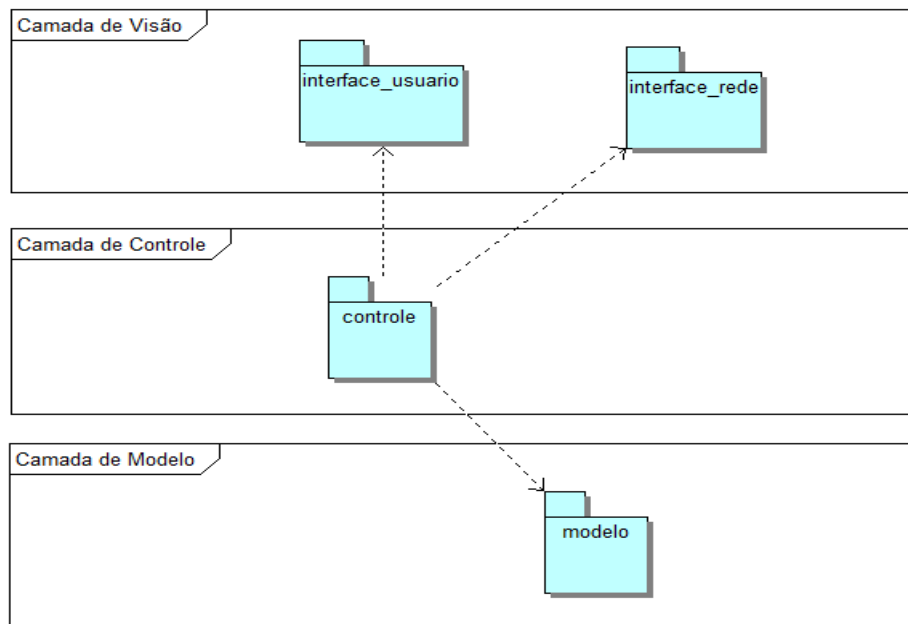 Camada de Visão
interface_usuario
interface_rede
Camada de Controle
controle
Camada de Modelo
modelo